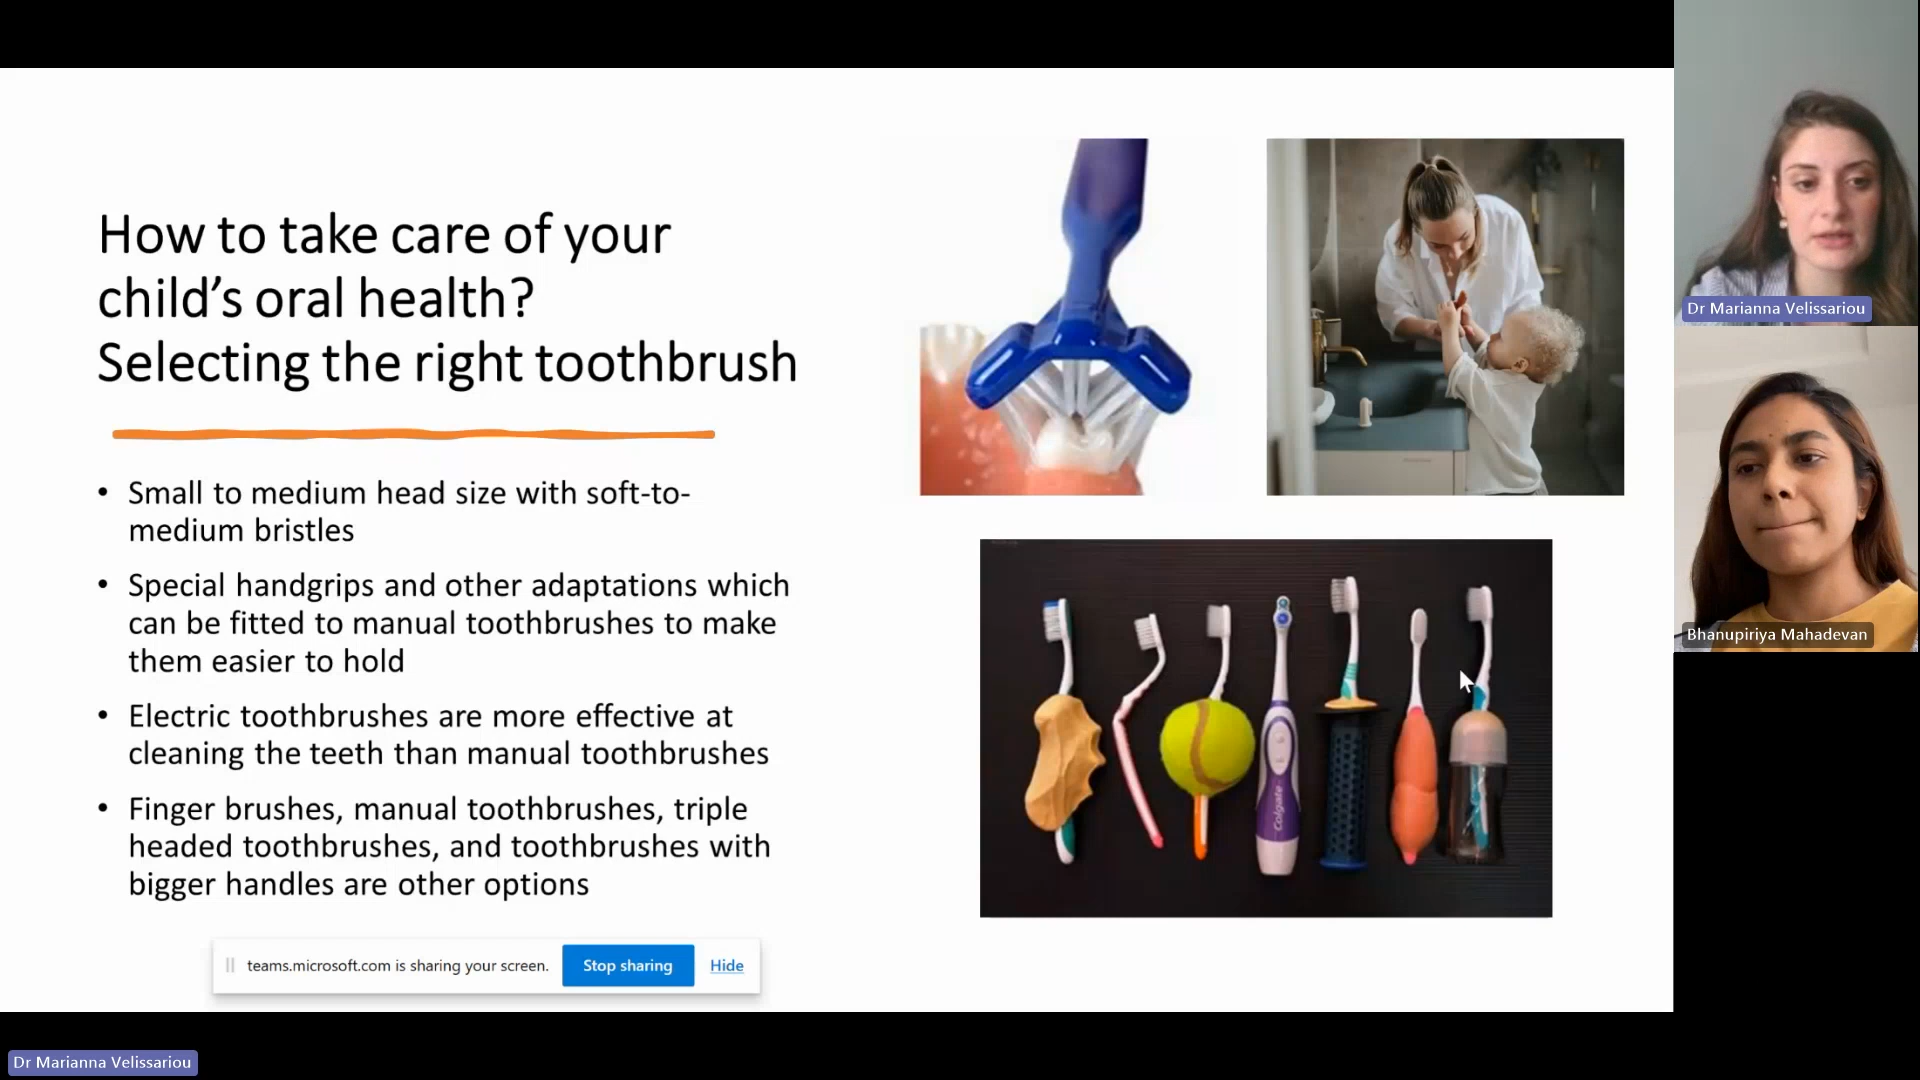 How to take care of your
child’s oral health?
Selecting the right toothbrush
• Small to medium head size with soft-to-
medium bristles
• Special handgrips and other adaptations which
can be fitted to manual toothbrushes to make
them easier to hold
• Electric toothbrushes are more effective at
cleaning the teeth than manual toothbrushes
• Finger brushes, manual toothbrushes, triple
headed toothbrushes, and toothbrushes with
bigger handles are other options
Colgate
teams.microsoft.com is sharing your screen.
Stop sharing
Hide
Dr Marianna Velissariou
Bhanupiriya Mahadevan
Dr Marianna Velissariou